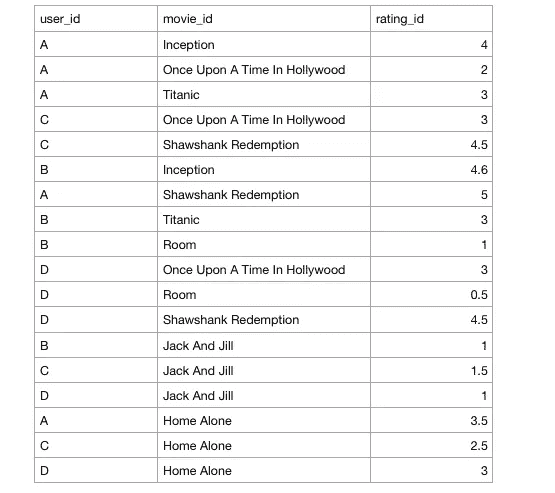 user_id movie_id rating_id
A Inception 4
A Once Upon A Time In Hollywood 2
A Titanic 3
C Once Upon A Time In Hollywood 3
C Shawshank Redemption 4.5
B Inception 4.6
A Shawshank Redemption 5
B Titanic 3
B Room 1
D Once Upon A Time In Hollywood 3
D Room 0.5
D Shawshank Redemption 4.5
B Jack And Jill 1
C Jack And Jill 1.5
D Jack And Jill 1
A Home Alone 3.5
C Home Alone 2.5
D Home Alone 3